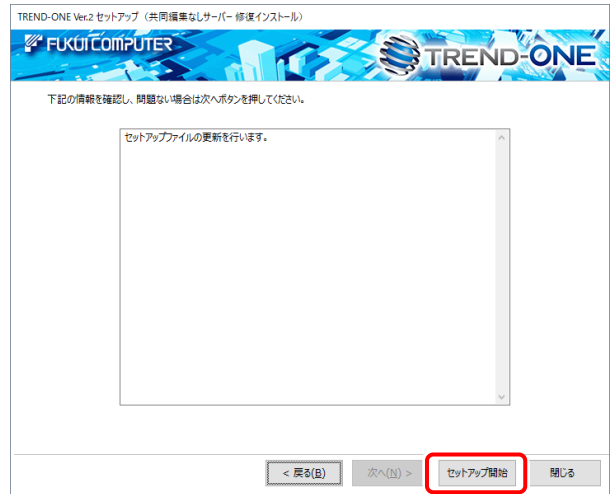 TREND-ONE Ver.2 セットアップ（共同編集なしサーバー 修復インストール）
FUKUI COMPUTER
TREND-ONE
下記の情報を確認し、問題ない場合は次へボタンを押してください。
セットアップファイルの更新を行います。
< 戻る(B)
次へ(N) >
セットアップ開始
閉じる